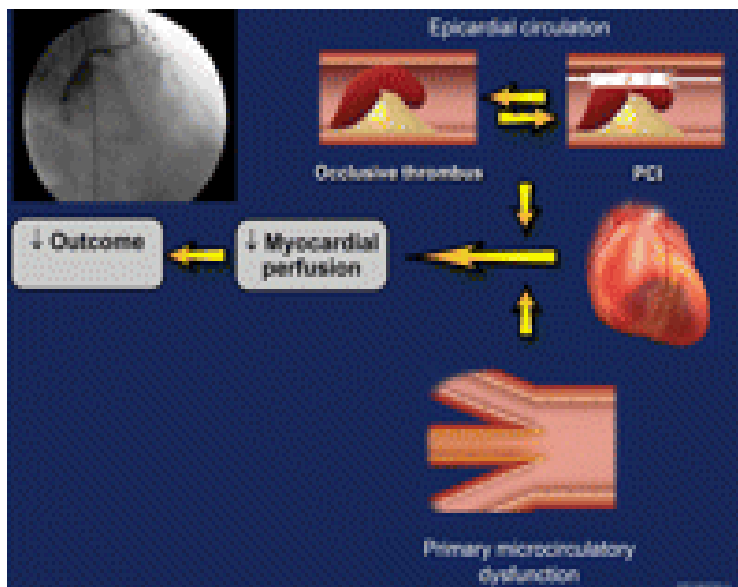 Epicardial circulation
Occlusive thrombus
PCI
↓ Outcome
↓ Myocardial
perfusion
Primary microcirculatory
dysfunction